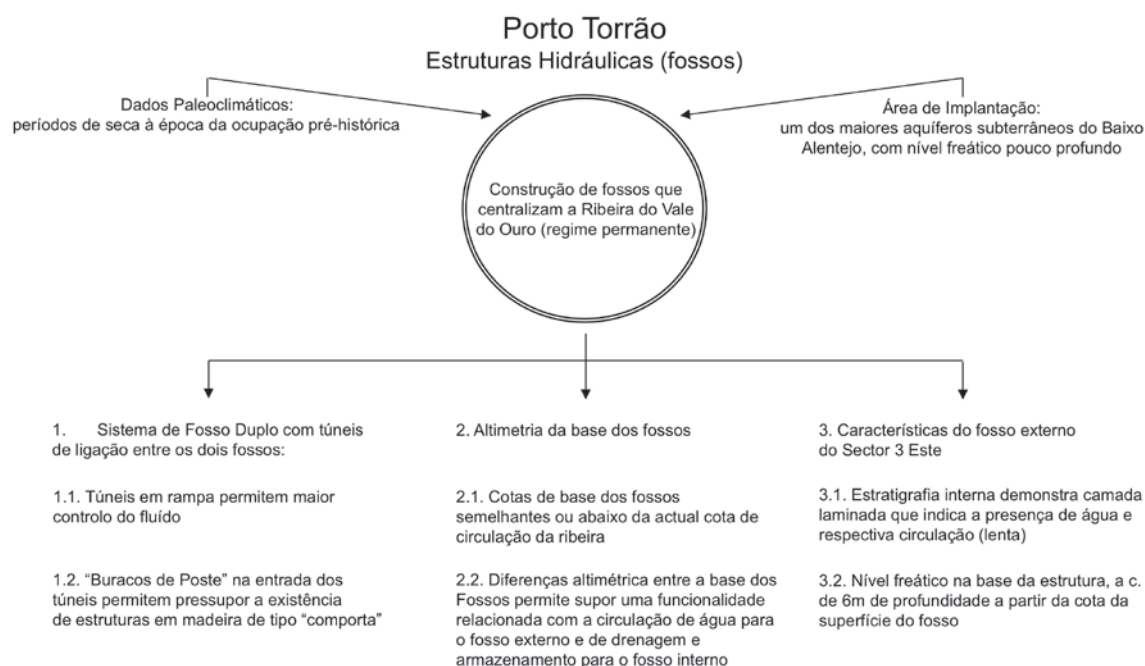 Porto Torrão
Estruturas Hidráulicas (fossos)
Dados Paleoclimáticos:
períodos de seca à época da ocupação pré-histórica
Área de Implantação:
um dos maiores aquíferos subterrâneos do Baixo
Alentejo, com nível freático pouco profundo
Construção de fossos que
centralizam a Ribeira do Vale
do Ouro (regime permanente)
1. Sistema de Fosso Duplo com túneis
de ligação entre os dois fossos:
1.1. Túneis em rampa permitem maior
controlo do fluído
1.2. “Buracos de Poste” na entrada dos
túneis permitem pressupor a existência
de estruturas em madeira de tipo “comporta”
2. Altimetria da base dos fossos
2.1. Cotas de base dos fossos
semelhantes ou abaixo da actual cota de
circulação da ribeira
2.2. Diferenças altimétrica entre a base dos
Fossos permite supor uma funcionalidade
relacionada com a circulação de água para
o fosso externo e de drenagem e
armazenamento para o fosso interno
3. Características do fosso externo
do Sector 3 Este
3.1. Estratigrafia interna demonstra camada
laminada que indica a presença de água e
respectiva circulação (lenta)
3.2. Nível freático na base da estrutura, a c.
de 6m de profundidade a partir da cota da
superfície do fosso